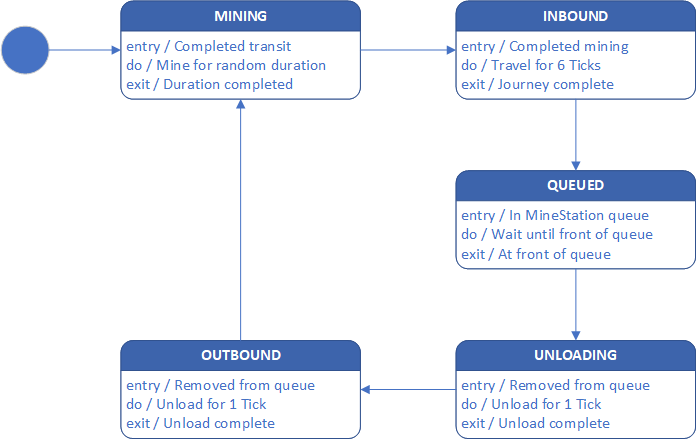 MINING
entry / Completed transit
do / Mine for random duration
exit / Duration completed
INBOUND
entry / Completed mining
do / Travel for 6 Ticks
exit / Journey complete
QUEUED
entry / In MineStation queue
do / Wait until front of queue
exit / At front of queue
OUTBOUND
entry / Removed from queue
do / Unload for 1 Tick
exit / Unload complete
UNLOADING
entry / Removed from queue
do / Unload for 1 Tick
exit / Unload complete